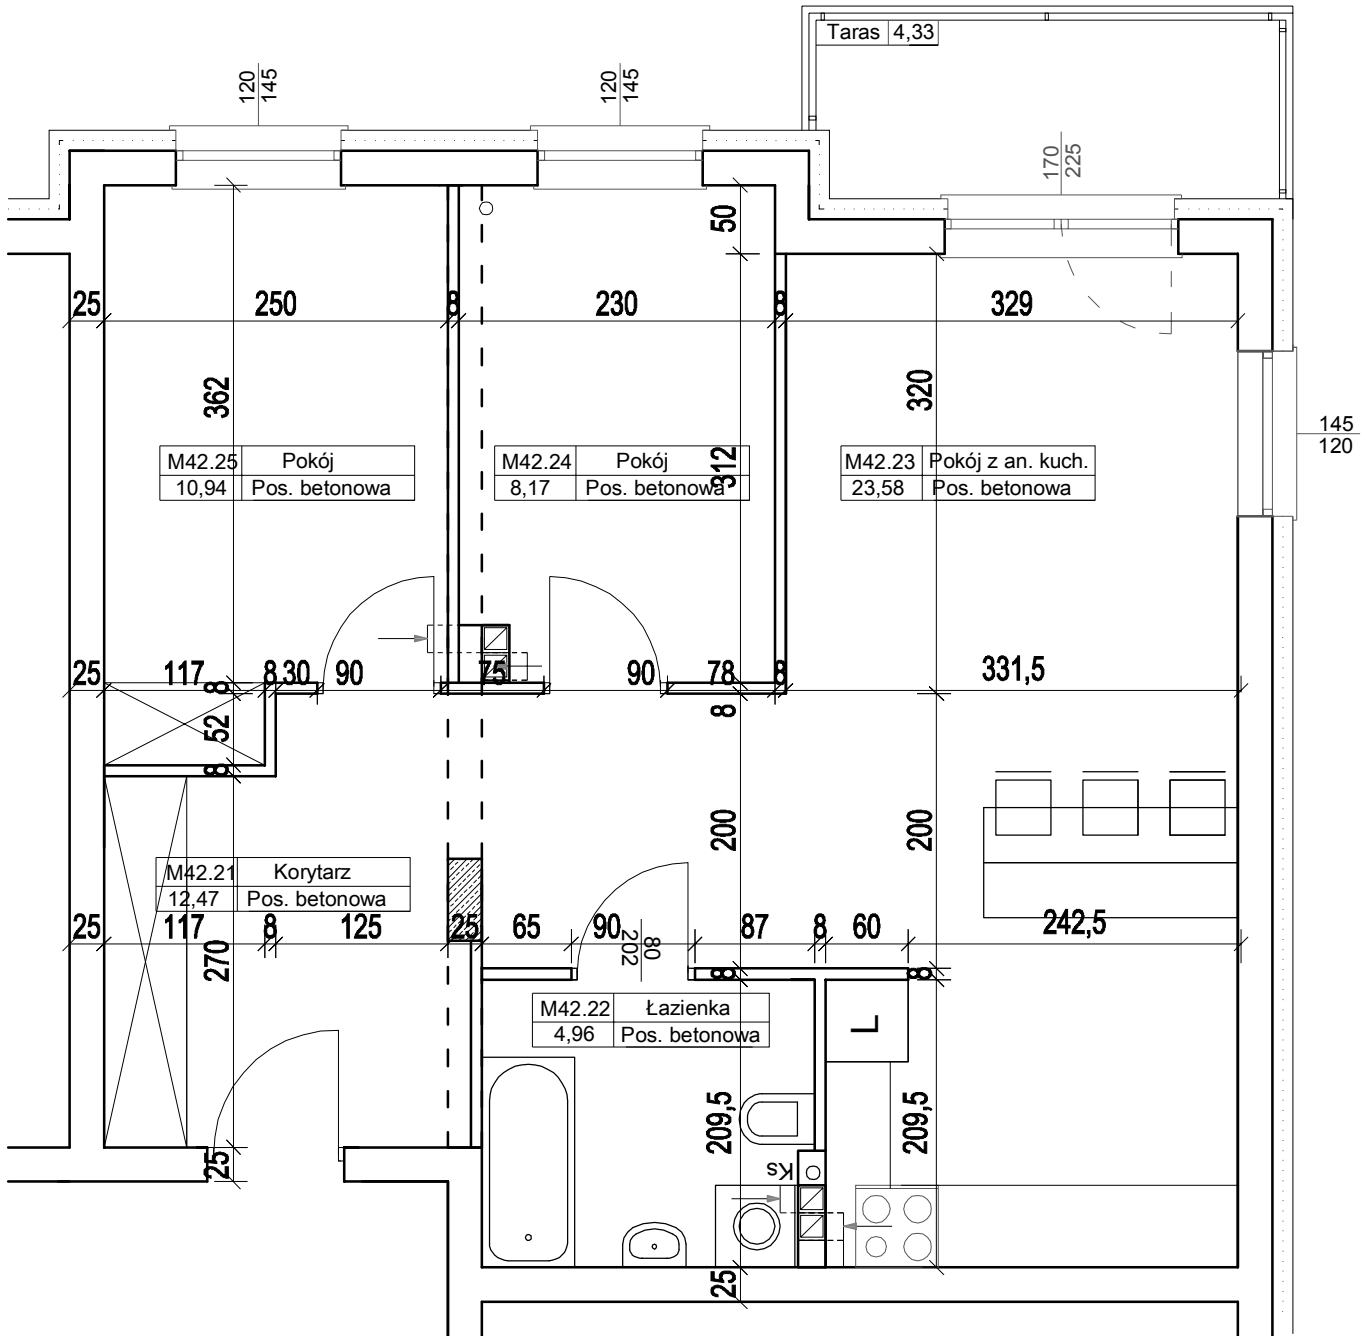 Taras 4,33
120
145
120
145
170
225
50
25 250 8 230 8 329
362
320
312
145
120
M42.25 Pokój
10,94 Pos. betonowa
M42.24 Pokój
8,17 Pos. betonowa
M42.23 Pokój z an. kuch.
23,58 Pos. betonowa
25 117 8 30 90 75 90 78 8 331,5
8
52
8
8
200
200
M42.21 Korytarz
12,47 Pos. betonowa
25 117 8 125 25 65 90 87 8 60 242,5
80
202
270
8
8
M42.22 Łazienka
4,96 Pos. betonowa
L
209,5
209,5
Ks
25
25